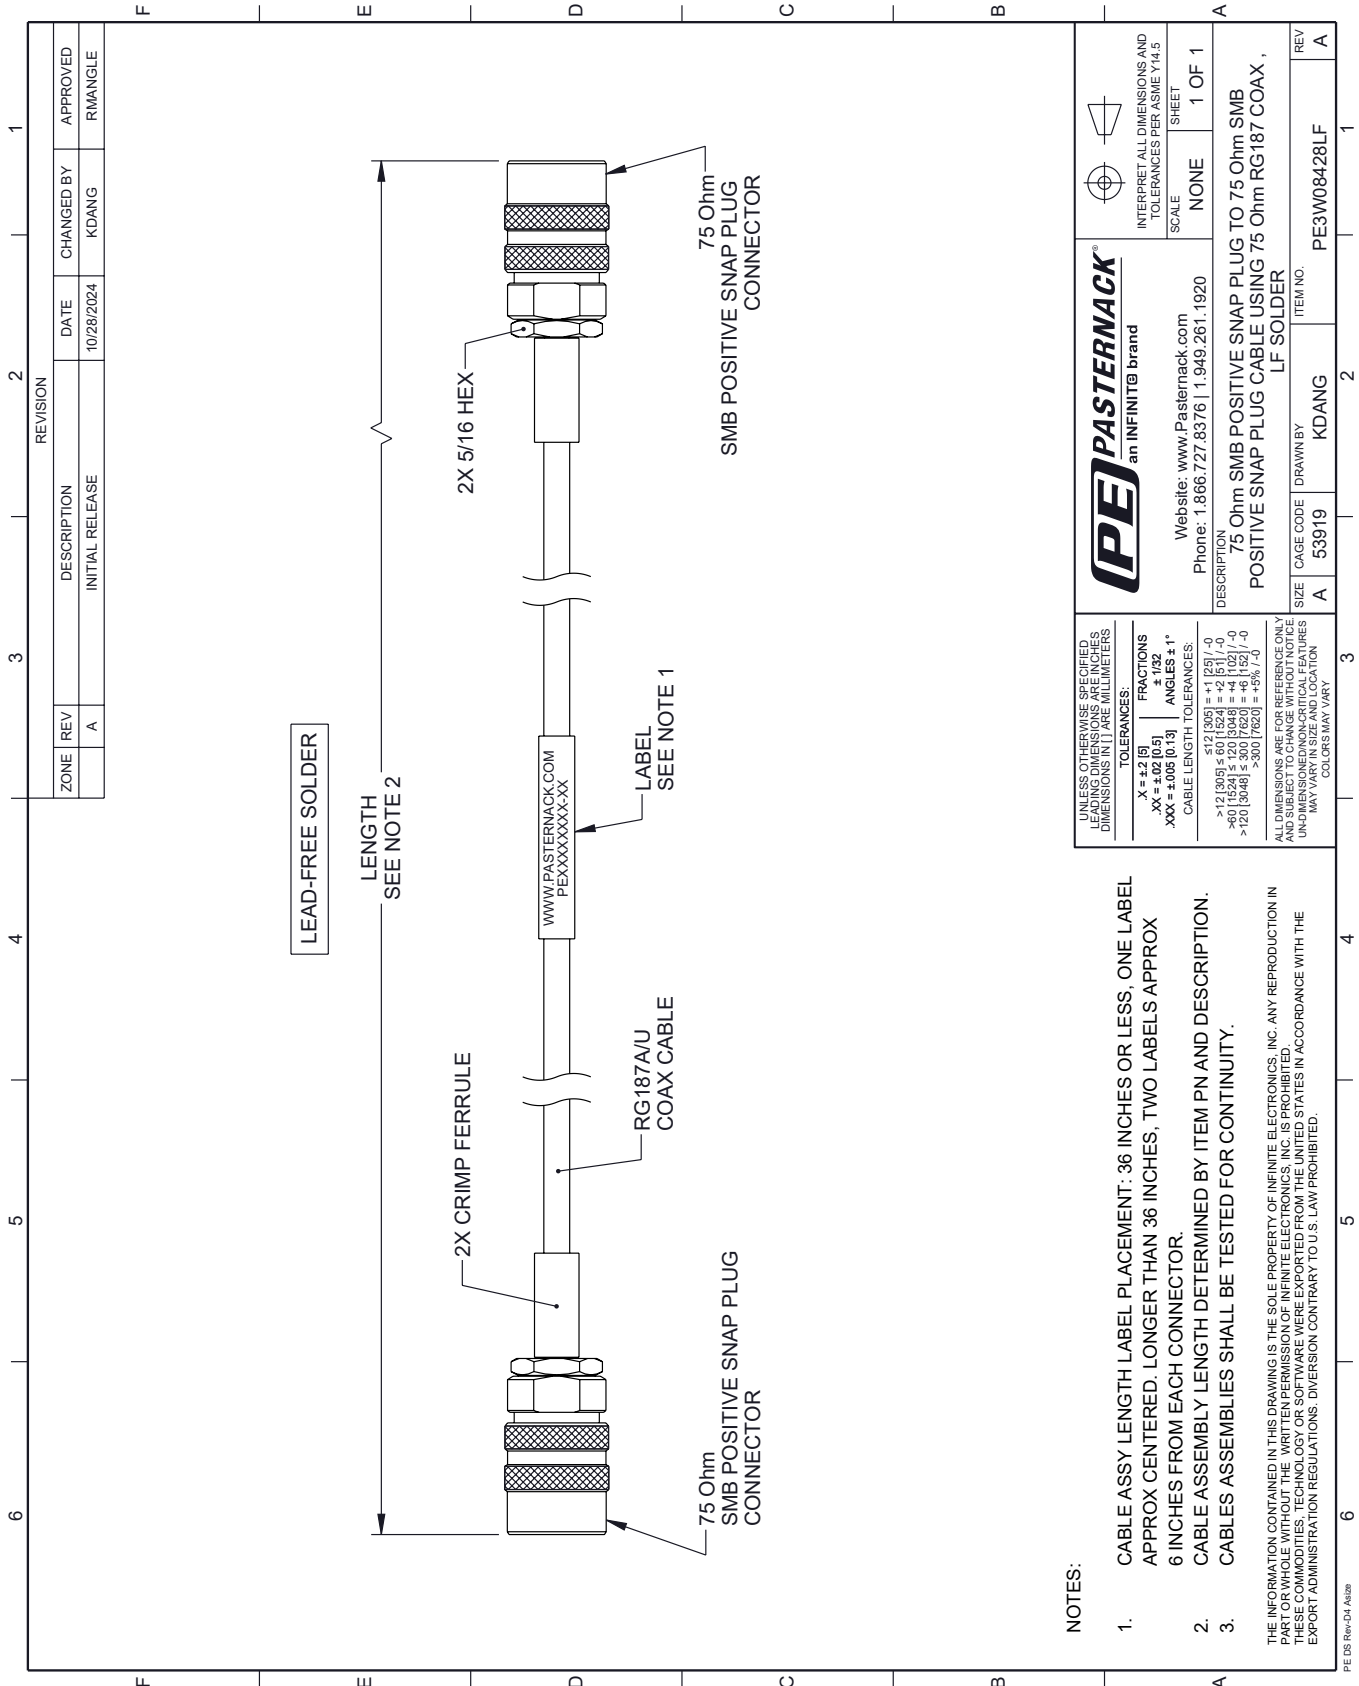 REVISION
ZONE REV DESCRIPTION DATE CHANGED BY APPROVED
A INITIAL RELEASE 10/28/2024 KDANG RMANGLE
6 5 4 3 2 1
F
E
D
C
B
A
LEAD-FREE SOLDER
LENGTH
SEE NOTE 2
2X CRIMP FERRULE
2X 5/16 HEX
WWW.PASTERNACK.COM
PEXXXXXXXX-XX
75 Ohm
SMB POSITIVE SNAP PLUG
CONNECTOR
RG187A/U
COAX CABLE
LABEL
SEE NOTE 1
75 Ohm
SMB POSITIVE SNAP PLUG
CONNECTOR
NOTES:
1. CABLE ASSY LENGTH LABEL PLACEMENT: 36 INCHES OR LESS, ONE LABEL
APPROX CENTERED. LONGER THAN 36 INCHES, TWO LABELS APPROX
6 INCHES FROM EACH CONNECTOR.
2. CABLE ASSEMBLY LENGTH DETERMINED BY ITEM PN AND DESCRIPTION.
3. CABLES ASSEMBLIES SHALL BE TESTED FOR CONTINUITY.
THE INFORMATION CONTAINED IN THIS DRAWING IS THE SOLE PROPERTY OF INFINITE ELECTRONICS, INC. ANY REPRODUCTION IN
PART OR WHOLE WITHOUT THE WRITTEN PERMISSION OF INFINITE ELECTRONICS, INC. IS PROHIBITED.
THESE COMMODITIES, TECHNOLOGY OR SOFTWARE WERE EXPORTED FROM THE UNITED STATES IN ACCORDANCE WITH THE
EXPORT ADMINISTRATION REGULATIONS. DIVERSION CONTRARY TO U.S. LAW PROHIBITED.
UNLESS OTHERWISE SPECIFIED
LEADING DIMENSIONS ARE INCHES
DIMENSIONS IN [ ] ARE MILLIMETERS
TOLERANCES:
.X = ±.2 [5]
.XX = ±.02 [0.5]
.XXX = ±.005 [0.13]
FRACTIONS
± 1/32
ANGLES ± 1°
CABLE LENGTH TOLERANCES:
≤12 [305] = +1 [25] / -0
>12 [305] ≤ 60 [1524] = +2 [51] / -0
>60 [1524] ≤ 120 [3048] = +4 [102] / -0
>120 [3048] ≤ 300 [7620] = +6 [152] / -0
>300 [7620] = +5% / -0
ALL DIMENSIONS ARE FOR REFERENCE ONLY
AND SUBJECT TO CHANGE WITHOUT NOTICE.
UN-DIMENSIONED/NON-CRITICAL FEATURES
MAY VARY IN SIZE AND LOCATION
COLORS MAY VARY
PE PASTERNACK®
an INFINIT@ brand
Website: www.Pasternack.com
Phone: 1.866.727.8376 | 1.949.261.1920
INTERPRET ALL DIMENSIONS AND
TOLERANCES PER ASME Y14.5
SCALE
NONE
SHEET
1 OF 1
DESCRIPTION
75 Ohm SMB POSITIVE SNAP PLUG TO 75 Ohm SMB
POSITIVE SNAP PLUG CABLE USING 75 Ohm RG187 COAX ,
LF SOLDER
SIZE
A
CAGE CODE
53919
DRAWN BY
KDANG
ITEM NO.
PE3W08428LF
REV
A
F
E
D
C
B
A
6 5 4 3 2 1
PE DS Rev-D4 Asize